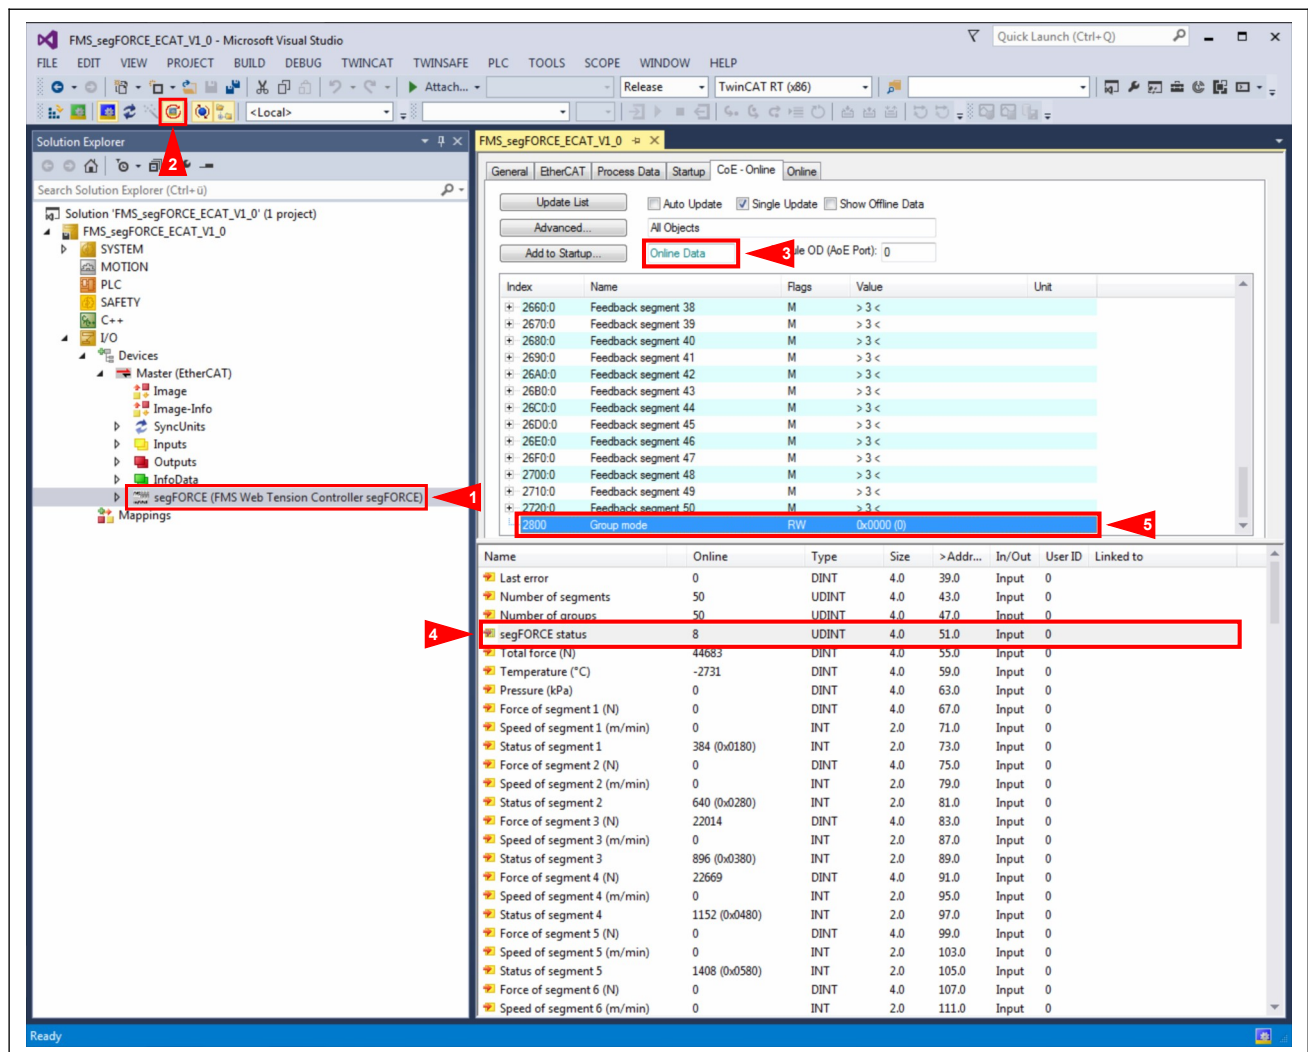 FMS_segFORCE_ECAT_V1_0 - Microsoft Visual Studio
Quick Launch (Ctrl+Q)
FILE EDIT VIEW PROJECT BUILD DEBUG TWINCAT TWINSAFE PLC TOOLS SCOPE WINDOW HELP
Attach... Release TwinCAT RT (x86)
<Local>
2
Solution Explorer
Search Solution Explorer (Ctrl+ü)
Solution 'FMS_segFORCE_ECAT_V1_0' (1 project)
FMS_segFORCE_ECAT_V1_0
SYSTEM
MOTION
PLC
SAFETY
C++
I/O
Devices
Master (EtherCAT)
Image
Image-Info
SyncUnits
Inputs
Outputs
InfoData
segFORCE (FMS Web Tension Controller segFORCE)
1
Mappings
FMS_segFORCE_ECAT_V1_0
General EtherCAT Process Data Startup CoE - Online Online
Update List Auto Update Single Update Show Offline Data
Advanced... All Objects
Add to Startup... Online Data 3 OD (AoE Port): 0
Index Name Flags Value Unit
2660:0 Feedback segment 38 M > 3 <
2670:0 Feedback segment 39 M > 3 <
2680:0 Feedback segment 40 M > 3 <
2690:0 Feedback segment 41 M > 3 <
26A0:0 Feedback segment 42 M > 3 <
26B0:0 Feedback segment 43 M > 3 <
26C0:0 Feedback segment 44 M > 3 <
26D0:0 Feedback segment 45 M > 3 <
26E0:0 Feedback segment 46 M > 3 <
26F0:0 Feedback segment 47 M > 3 <
2700:0 Feedback segment 48 M > 3 <
2710:0 Feedback segment 49 M > 3 <
2720:0 Feedback segment 50 M > 3 <
2800 Group mode RW 0x0000 (0)
5
Name Online Type Size >Addr... In/Out User ID Linked to
Last error 0 DINT 4.0 39.0 Input 0
Number of segments 50 UDINT 4.0 43.0 Input 0
Number of groups 50 UDINT 4.0 47.0 Input 0
4
segFORCE status 8 UDINT 4.0 51.0 Input 0
Total force (N) 44683 DINT 4.0 55.0 Input 0
Temperature (°C) -2731 DINT 4.0 59.0 Input 0
Pressure (kPa) 0 DINT 4.0 63.0 Input 0
Force of segment 1 (N) 0 DINT 4.0 67.0 Input 0
Speed of segment 1 (m/min) 0 INT 2.0 71.0 Input 0
Status of segment 1 384 (0x0180) INT 2.0 73.0 Input 0
Force of segment 2 (N) 0 DINT 4.0 75.0 Input 0
Speed of segment 2 (m/min) 0 INT 2.0 79.0 Input 0
Status of segment 2 640 (0x0280) INT 2.0 81.0 Input 0
Force of segment 3 (N) 22014 DINT 4.0 83.0 Input 0
Speed of segment 3 (m/min) 0 INT 2.0 87.0 Input 0
Status of segment 3 896 (0x0380) INT 2.0 89.0 Input 0
Force of segment 4 (N) 22669 DINT 4.0 91.0 Input 0
Speed of segment 4 (m/min) 0 INT 2.0 95.0 Input 0
Status of segment 4 1152 (0x0480) INT 2.0 97.0 Input 0
Force of segment 5 (N) 0 DINT 4.0 99.0 Input 0
Speed of segment 5 (m/min) 0 INT 2.0 103.0 Input 0
Status of segment 5 1408 (0x0580) INT 2.0 105.0 Input 0
Force of segment 6 (N) 0 DINT 4.0 107.0 Input 0
Speed of segment 6 (m/min) 0 INT 2.0 111.0 Input 0
Ready